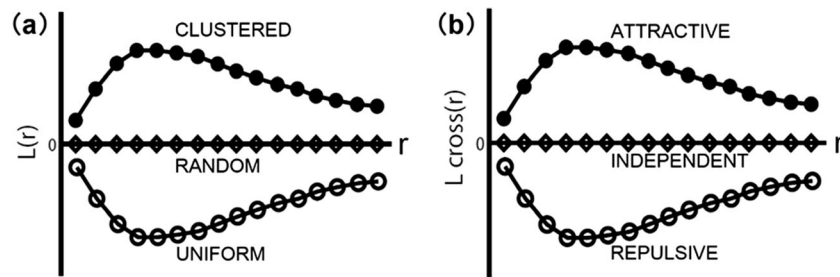 (a)
CLUSTERED
L(r)
0
r
RANDOM
UNIFORM
(b)
ATTRACTIVE
L cross(r)
0
r
INDEPENDENT
REPULSIVE